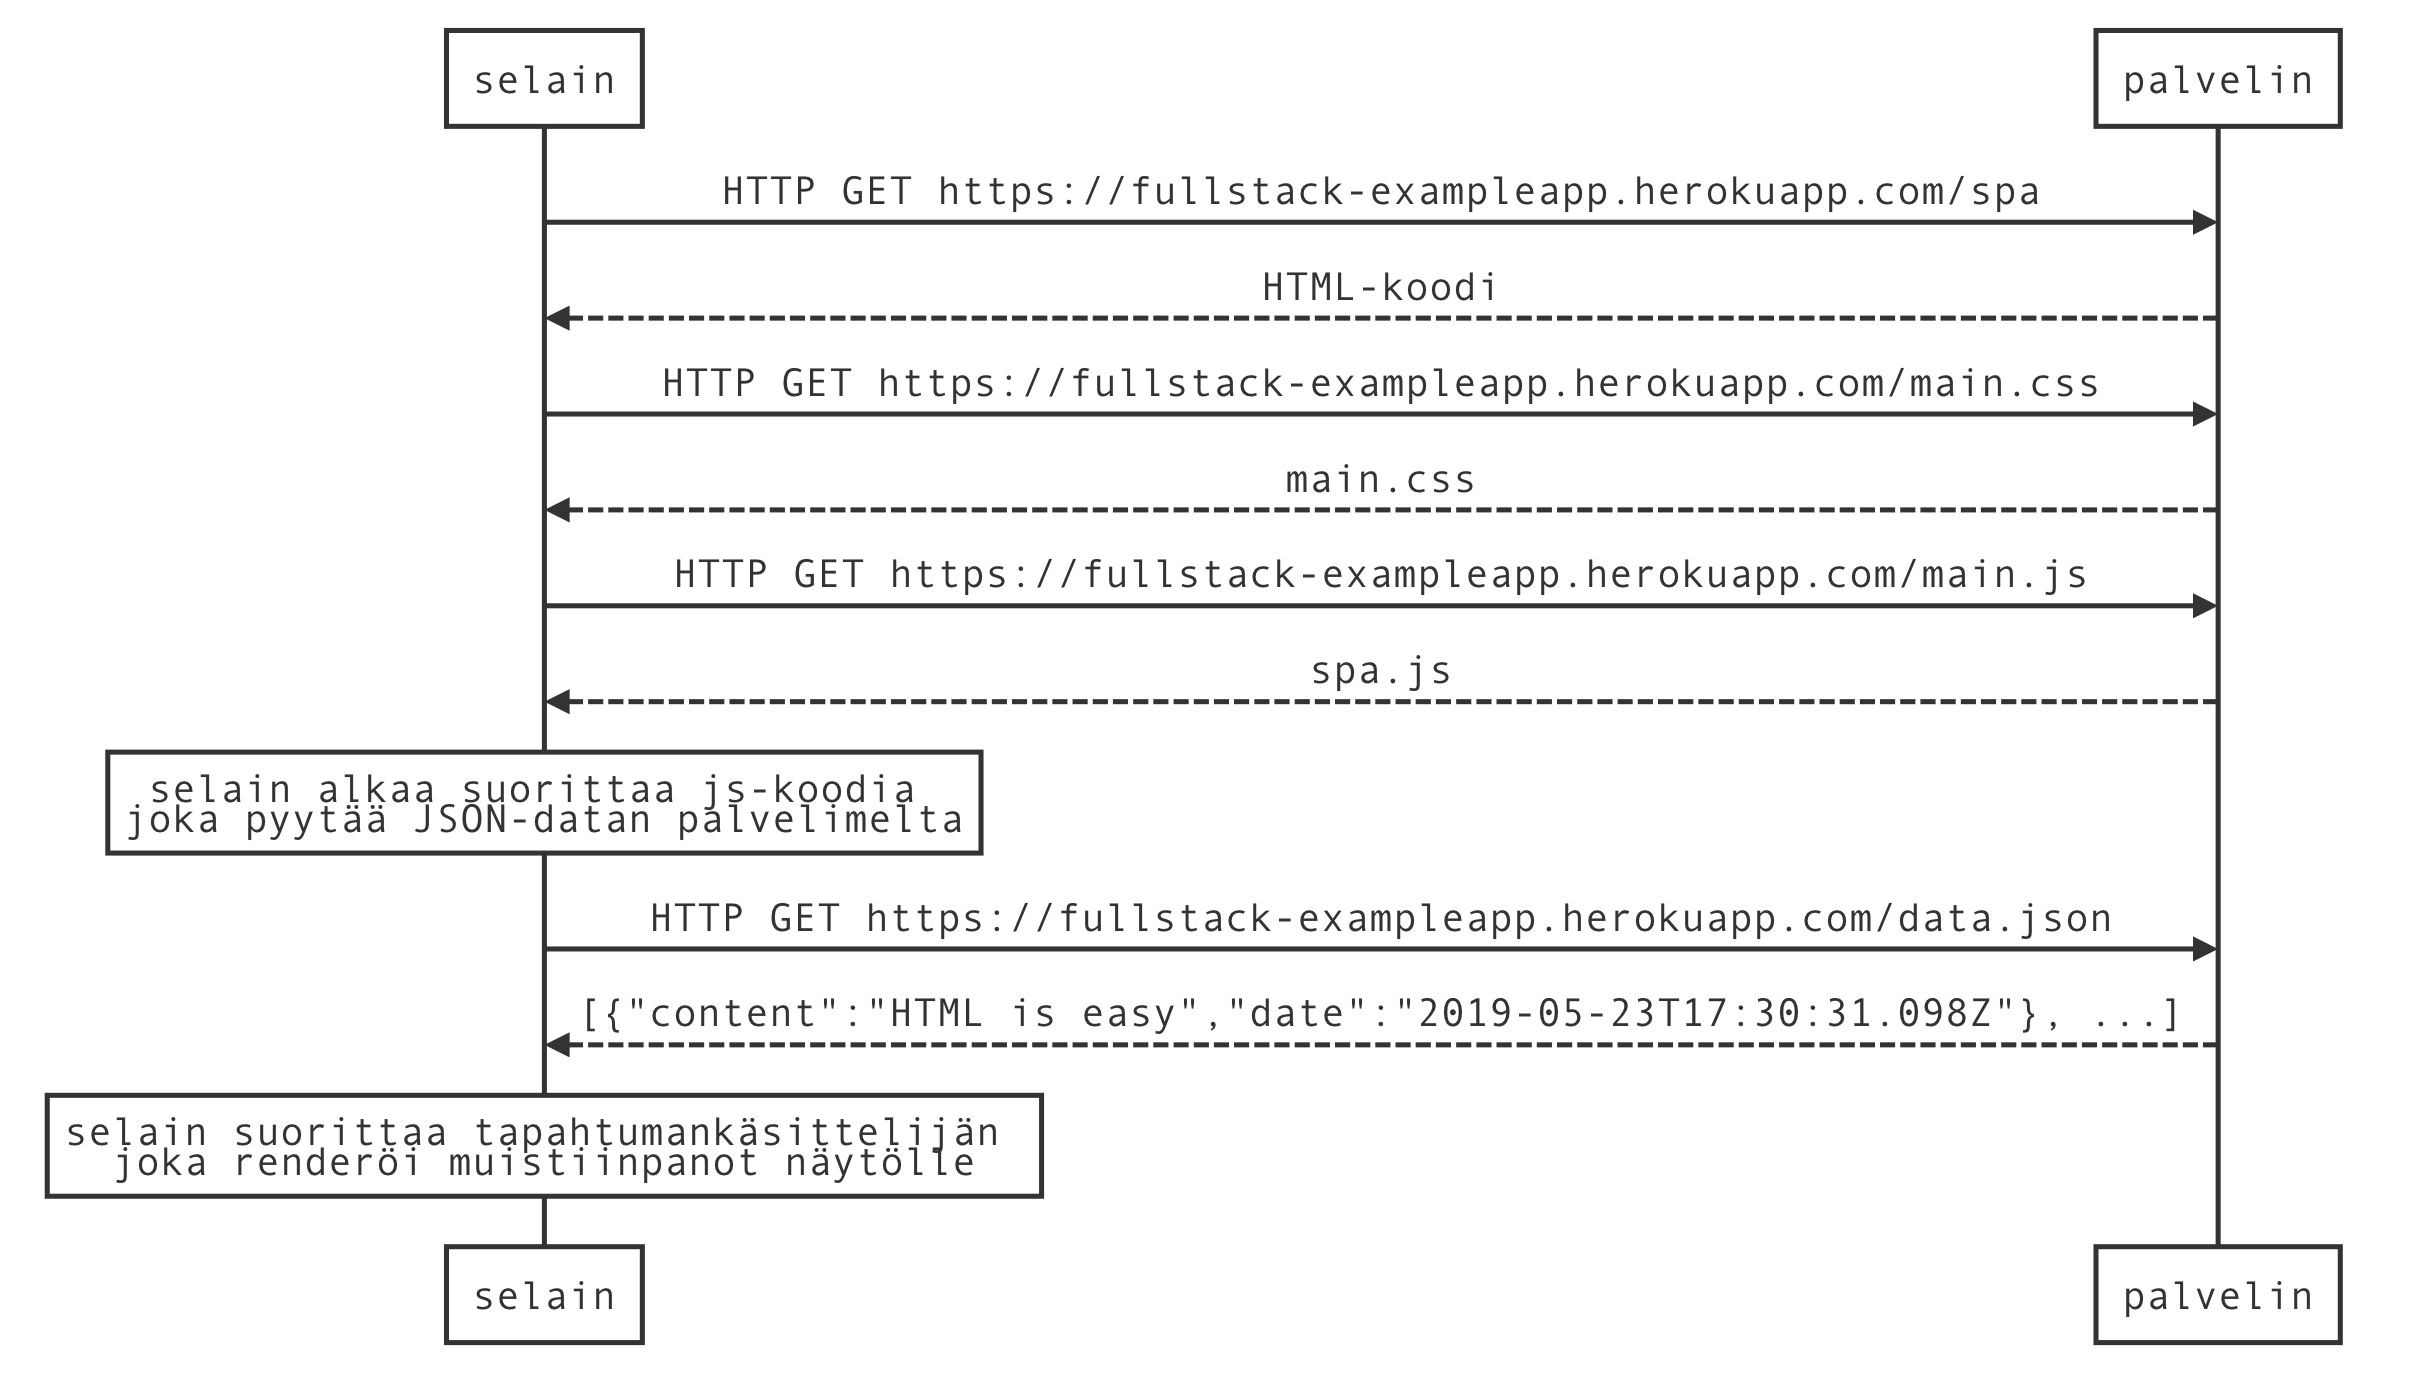 selain
palvelin
HTTP GET https://fullstack-exampleapp.herokuapp.com/spa
HTML-koodi
HTTP GET https://fullstack-exampleapp.herokuapp.com/main.css
main.css
HTTP GET https://fullstack-exampleapp.herokuapp.com/main.js
spa.js
selain alkaa suorittaa js-koodia
joka pyytää JSON-datan palvelimelta
HTTP GET https://fullstack-exampleapp.herokuapp.com/data.json
[{"content":"HTML is easy","date":"2019-05-23T17:30:31.098Z"}, ...]
selain suorittaa tapahtumankäsittelijän
joka renderöi muistiinpanot näytölle
selain
palvelin